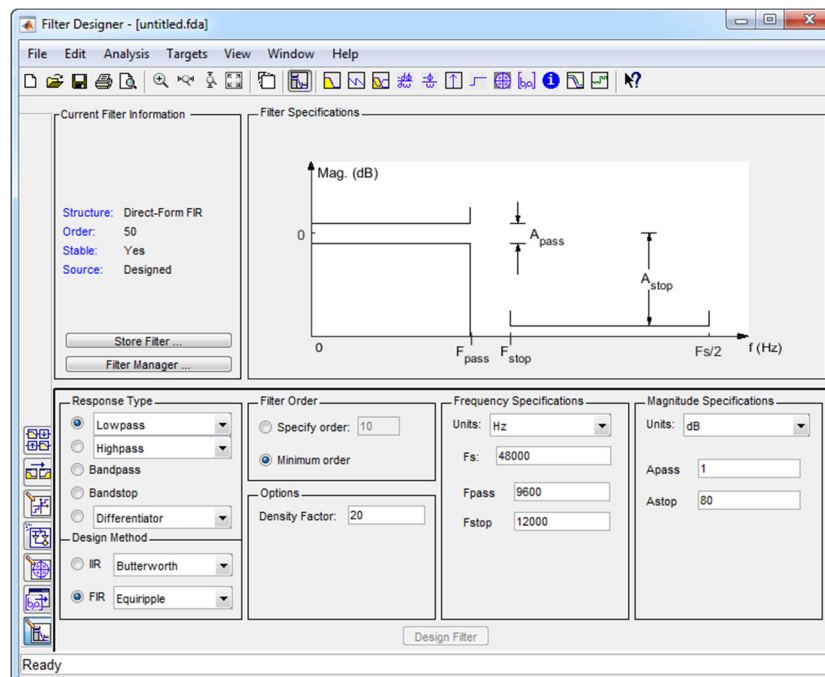 Filter Designer - [untitled.fda]
File Edit Analysis Targets View Window Help
Current Filter Information
Structure: Direct-Form FIR
Order: 50
Stable: Yes
Source: Designed
Store Filter ...
Filter Manager ...
Filter Specifications
Mag. (dB)
0
A pass
A stop
0
F pass
F stop
Fs/2
f (Hz)
Response Type
Lowpass
Highpass
Bandpass
Bandstop
Differentiator
Design Method
IIR Butterworth
FIR Equiripple
Filter Order
Specify order: 10
Minimum order
Options
Density Factor: 20
Frequency Specifications
Units: Hz
Fs: 48000
Fpass 9600
Fstop 12000
Magnitude Specifications
Units: dB
Apass 1
Astop 80
Design Filter
Ready